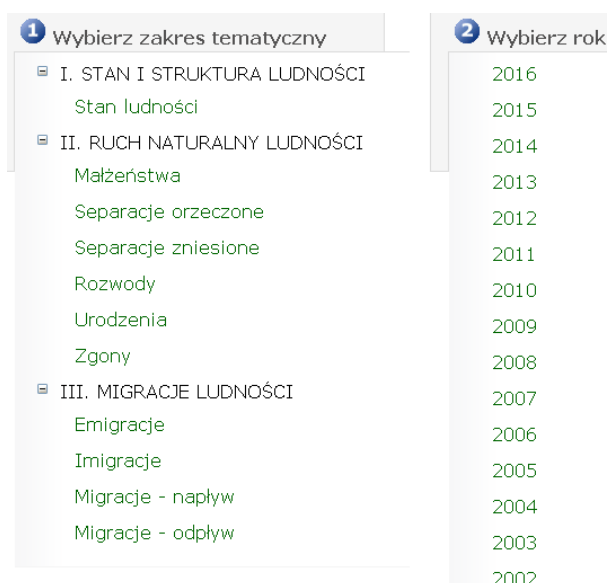 1 Wybierz zakres tematyczny
I. STAN I STRUKTURA LUDNOŚCI
Stan ludności
II. RUCH NATURALNY LUDNOŚCI
Małżeństwa
Separacje orzeczone
Separacje zniesione
Rozwody
Urodzenia
Zgony
III. MIGRACJE LUDNOŚCI
Emigracje
Imigracje
Migracje - napływ
Migracje - odpływ
2 Wybierz rok
2016
2015
2014
2013
2012
2011
2010
2009
2008
2007
2006
2005
2004
2003
2002